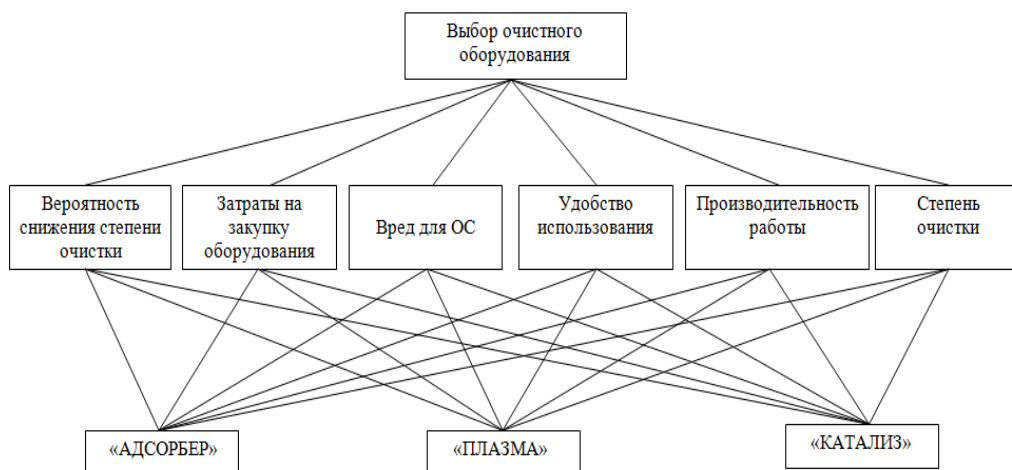 Выбор очистного
оборудования
Вероятность
снижения степени
очистки
Затраты на
закупку
оборудования
Вред для ОС
Удобство
использования
Производительность
работы
Степень
очистки
«АДСОРБЕР»
«ПЛАЗМА»
«КАТАЛИЗ»